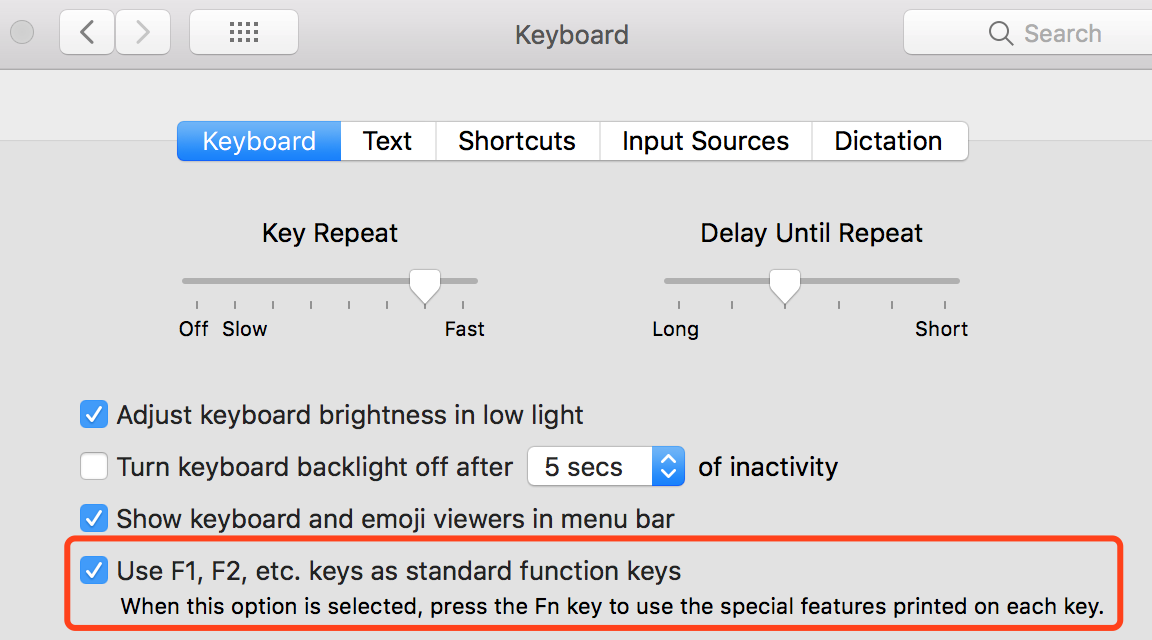 Keyboard
Search
Keyboard Text Shortcuts Input Sources Dictation
Key Repeat
Off Slow Fast
Delay Until Repeat
Long Short
Adjust keyboard brightness in low light
Turn keyboard backlight off after 5 secs of inactivity
Show keyboard and emoji viewers in menu bar
Use F1, F2, etc. keys as standard function keys
When this option is selected, press the Fn key to use the special features printed on each key.